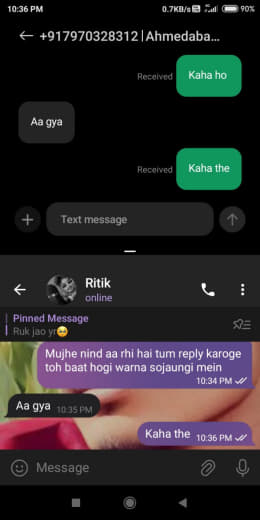 10:36 PM 0.7KB/s 90%
+917970328312 | Ahmedaba...
Received Kaha ho
Aa gya
Received Kaha the
Text message
Ritik
online
Pinned Message
Ruk jao yr🥺
Mujhe nind aa rhi hai tum reply karoge
toh baat hogi warna sojaungi mein
10:34 PM
Aa gya 10:35 PM
Kaha the 10:36 PM
Message